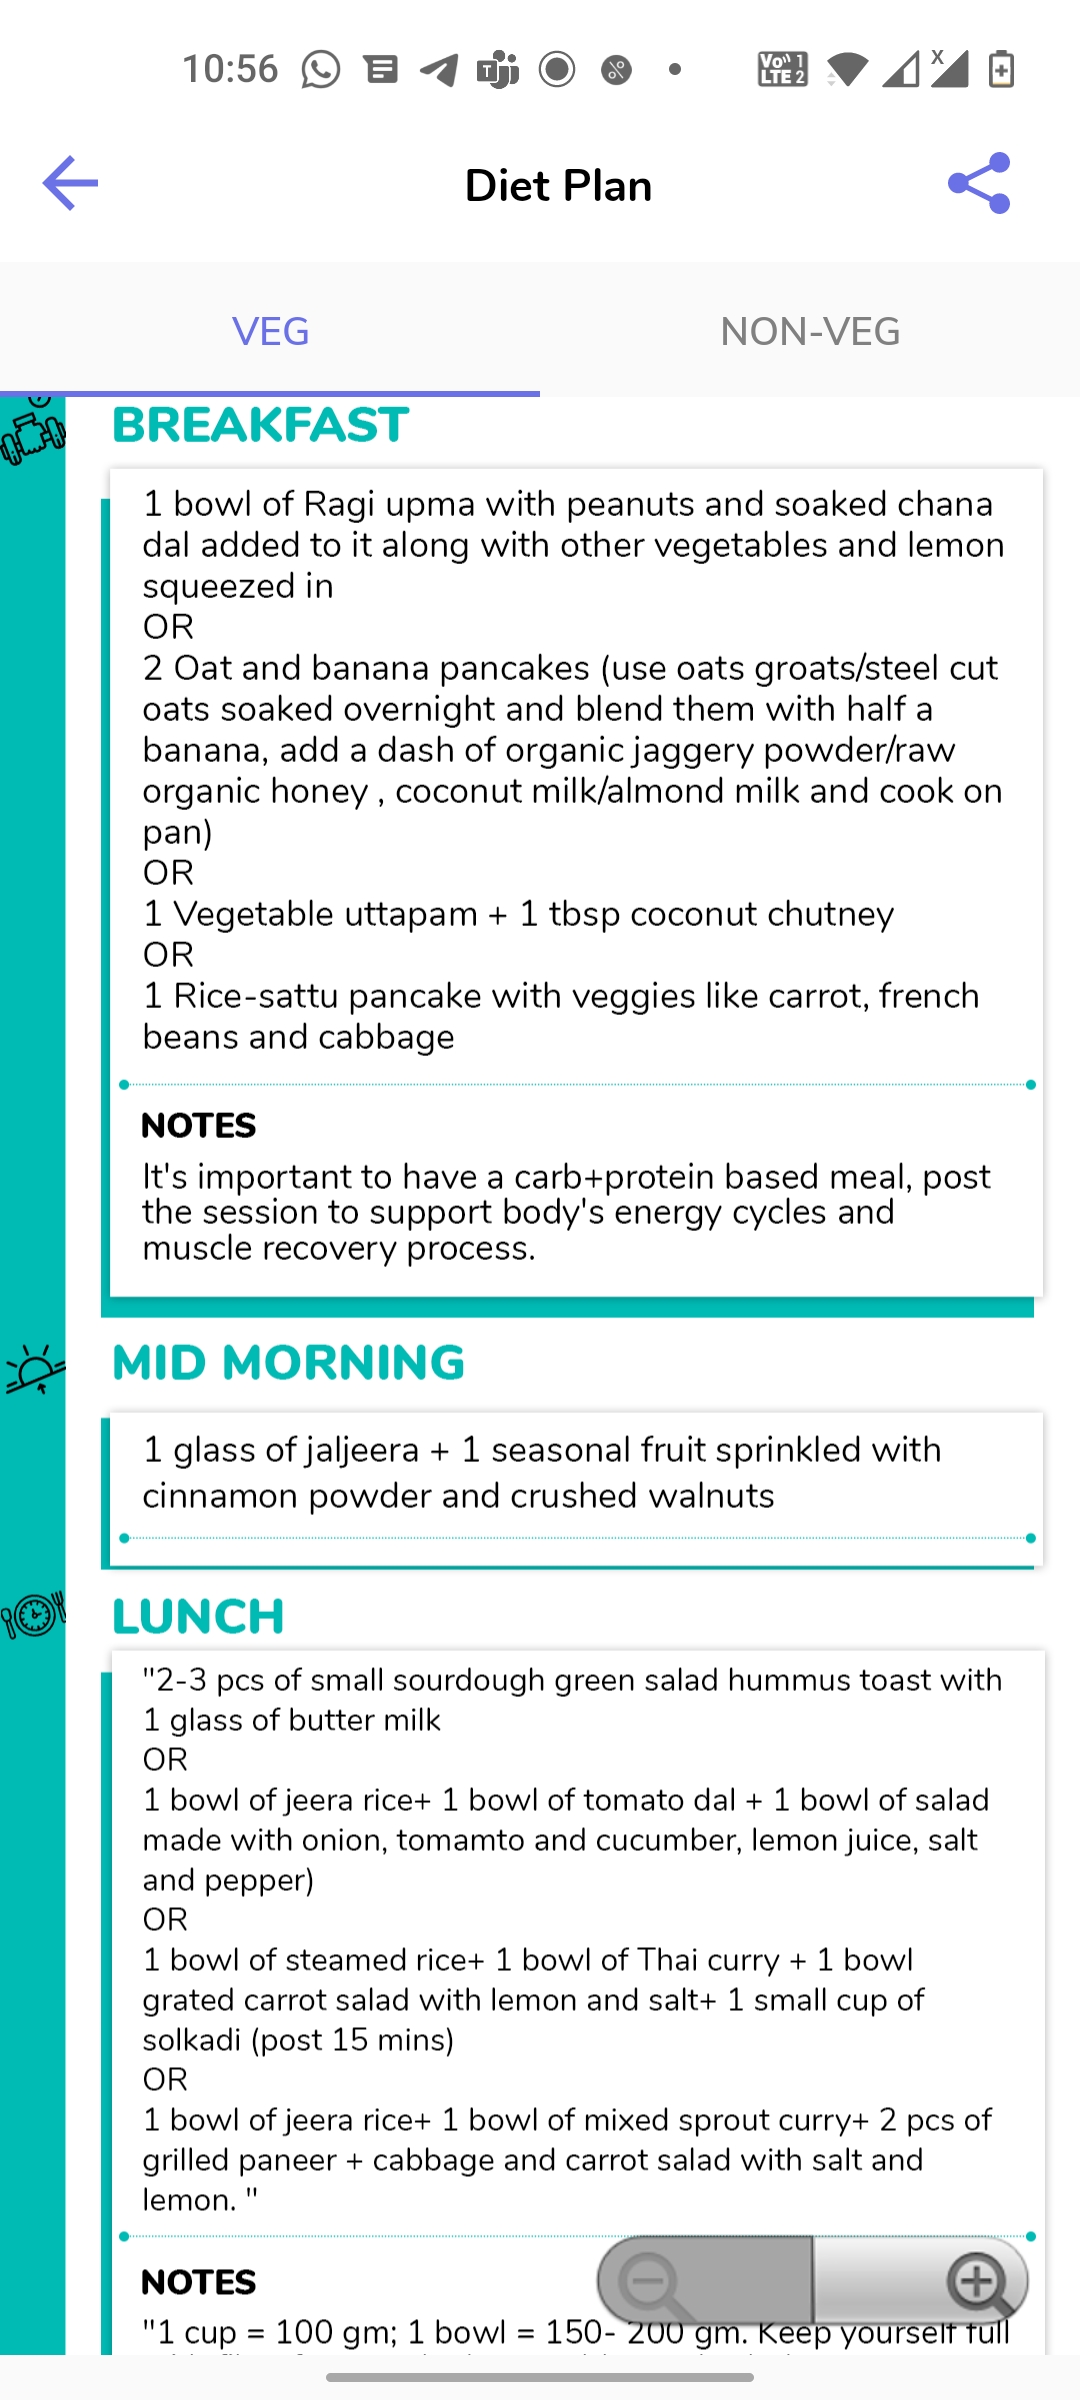 10:56
Vo)) 1
LTE 2
X
Diet Plan
VEG
NON-VEG
BREAKFAST
1 bowl of Ragi upma with peanuts and soaked chana
dal added to it along with other vegetables and lemon
squeezed in
OR
2 Oat and banana pancakes (use oats groats/steel cut
oats soaked overnight and blend them with half a
banana, add a dash of organic jaggery powder/raw
organic honey , coconut milk/almond milk and cook on
pan)
OR
1 Vegetable uttapam + 1 tbsp coconut chutney
OR
1 Rice-sattu pancake with veggies like carrot, french
beans and cabbage
NOTES
It's important to have a carb+protein based meal, post
the session to support body's energy cycles and
muscle recovery process.
MID MORNING
1 glass of jaljeera + 1 seasonal fruit sprinkled with
cinnamon powder and crushed walnuts
LUNCH
"2-3 pcs of small sourdough green salad hummus toast with
1 glass of butter milk
OR
1 bowl of jeera rice+ 1 bowl of tomato dal + 1 bowl of salad
made with onion, tomamto and cucumber, lemon juice, salt
and pepper)
OR
1 bowl of steamed rice+ 1 bowl of Thai curry + 1 bowl
grated carrot salad with lemon and salt+ 1 small cup of
solkadi (post 15 mins)
OR
1 bowl of jeera rice+ 1 bowl of mixed sprout curry+ 2 pcs of
grilled paneer + cabbage and carrot salad with salt and
lemon. "
NOTES
"1 cup = 100 gm; 1 bowl = 150- 200 gm. Keep yourself full